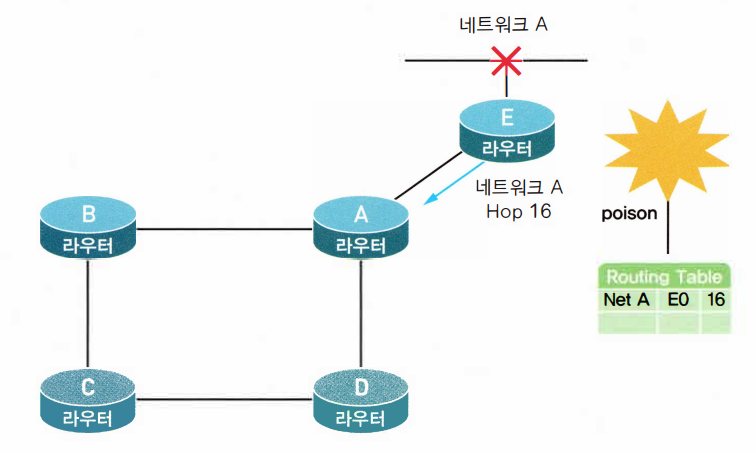 네트워크 A
E
라우터
네트워크 A
Hop 16
poison
B
라우터
A
라우터
Routing Table
Net A E0 16
C
라우터
D
라우터